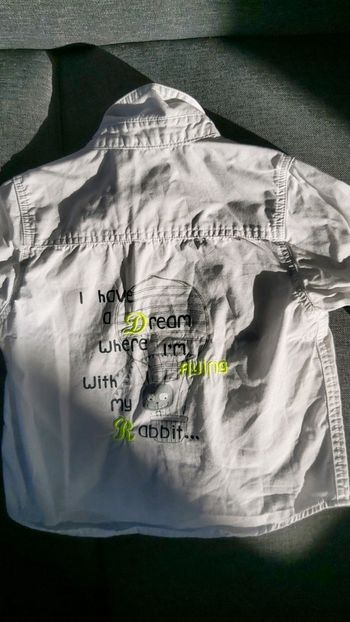 I have
a Dream
where I'm
flying
with
my
Rabbit...